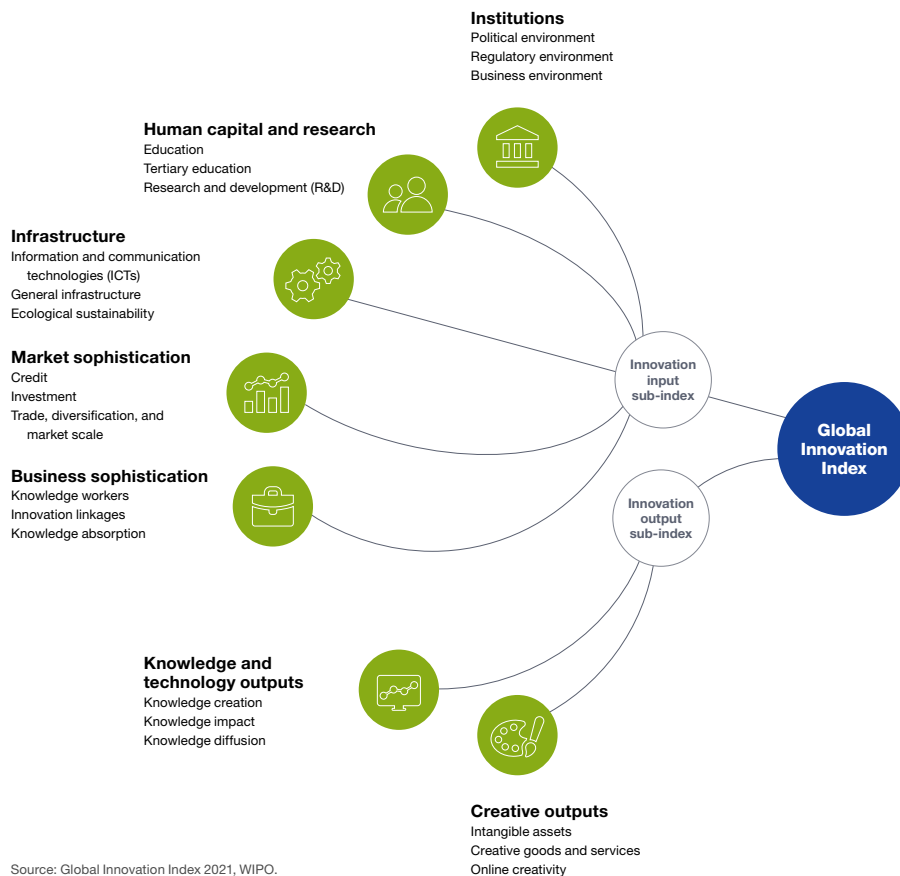 Institutions
Political environment
Regulatory environment
Business environment
Human capital and research
Education
Tertiary education
Research and development (R&D)
Infrastructure
Information and communication
technologies (ICTs)
General infrastructure
Ecological sustainability
Market sophistication
Credit
Investment
Trade, diversification, and
market scale
Business sophistication
Knowledge workers
Innovation linkages
Knowledge absorption
Innovation
input
sub-index
Global
Innovation
Index
Innovation
output
sub-index
Knowledge and
technology outputs
Knowledge creation
Knowledge impact
Knowledge diffusion
Creative outputs
Intangible assets
Creative goods and services
Online creativity
Source: Global Innovation Index 2021, WIPO.